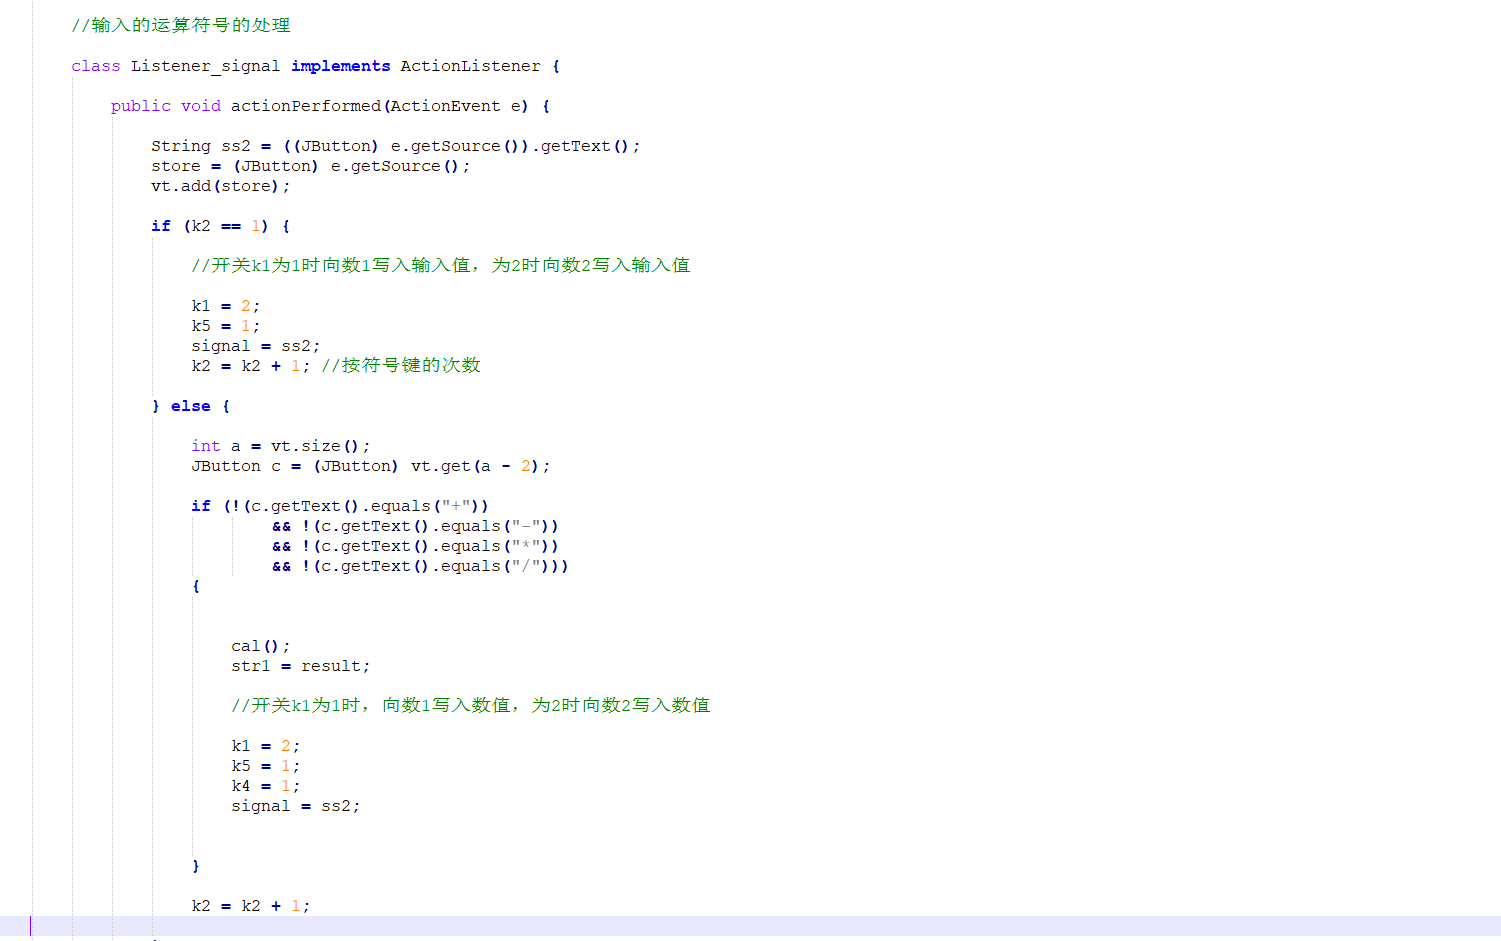 //输入的运算符号的处理
class Listener_signal implements ActionListener {
public void actionPerformed(ActionEvent e) {
String ss2 = ((JButton) e.getSource()).getText();
store = (JButton) e.getSource();
vt.add(store);
if (k2 == 1) {
//开关k1为1时向数1写入输入值，为2时向数2写入输入值
k1 = 2;
k5 = 1;
signal = ss2;
k2 = k2 + 1; //按符号键的次数
} else {
int a = vt.size();
JButton c = (JButton) vt.get(a - 2);
if (!(c.getText().equals("+"))
&& !(c.getText().equals("-"))
&& !(c.getText().equals("*"))
&& !(c.getText().equals("/")))
{
cal();
str1 = result;
//开关k1为1时，向数1写入数值，为2时向数2写入数值
k1 = 2;
k5 = 1;
k4 = 1;
signal = ss2;
}
k2 = k2 + 1;